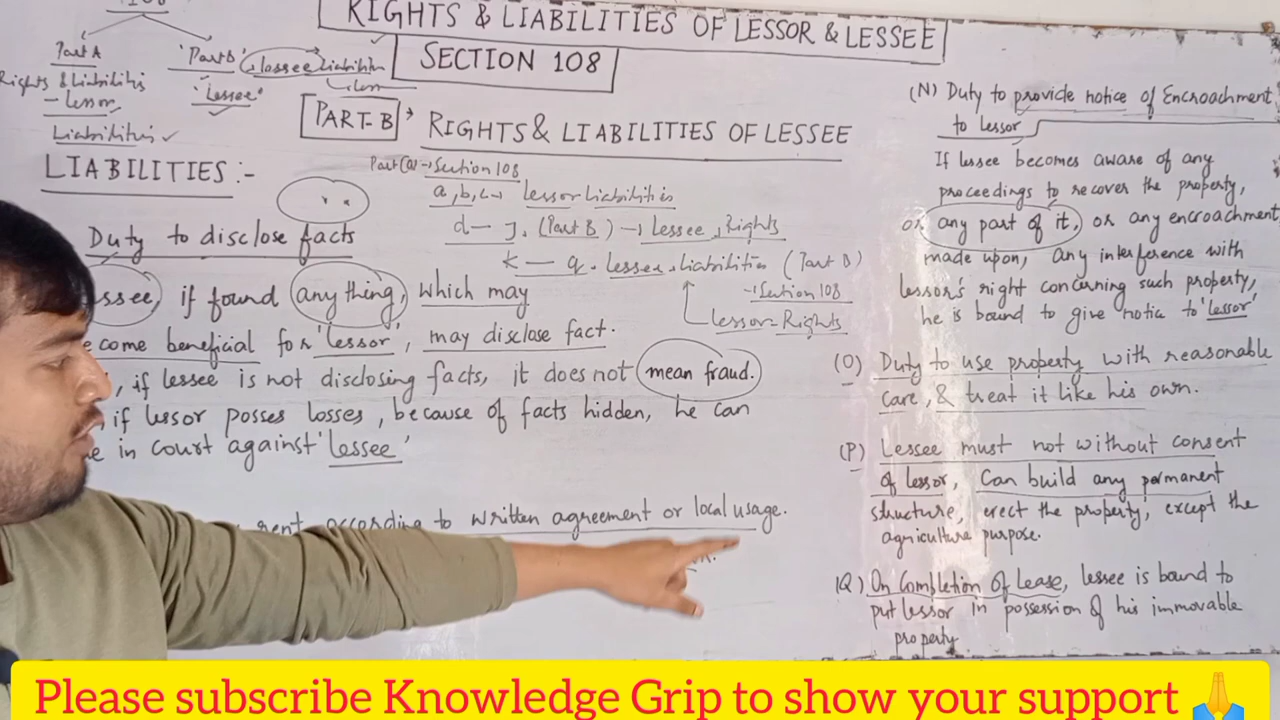 108
Part A
'Part B' (Lessee Liabilities
Rights & Liabilities
- Lessor
'Lessee'
Liabilities
RIGHTS & LIABILITIES OF LESSOR & LESSEE
SECTION 108
PART-B
RIGHTS & LIABILITIES OF LESSEE
LIABILITIES :-
Section 108
a, b, c → lessor Liabilities
d — j. (Part B) → Lessee, Rights
k — q. lessee, liabilities (Part B)
- Section 108
Lessor - Rights
Duty to disclose facts
ssee, if found any thing, which may
come beneficial for 'lessor', may disclose fact.
, if lessee is not disclosing facts, it does not mean fraud.
if lessor posses losses, because of facts hidden, he can
e in court against 'lessee'
rent according to written agreement or local usage.
(N) Duty to provide notice of Encroachment
to lessor
If lessee becomes aware of any
proceedings to recover the property,
or any part of it, or any encroachment
made upon, any interference with
lessor's right concerning such property,
he is bound to give notice to 'lessor'
(O) Duty to use property with reasonable
care, & treat it like his own.
(P) Lessee must not without consent
of lessor, Can build any permanent
structure, erect the property, except the
agriculture purpose.
(Q) On Completion of Lease, lessee is bound to
put lessor in possession of his immovable
property.
Please subscribe Knowledge Grip to show your support 🙏